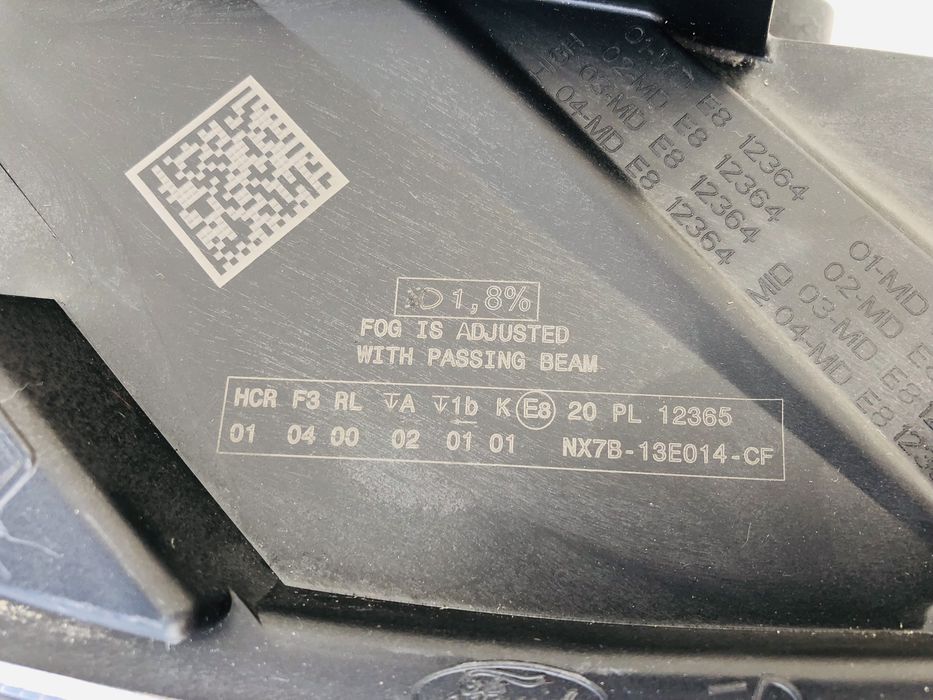 01-MD E8 12364
02-MD E8 12364
03-MD E8 12364
04-MD E8 12364
01-MD
02-MD
03-MD E8
04-MD E8 123
1,8%
FOG IS ADJUSTED
WITH PASSING BEAM
HCR F3 RL A 1b K E8 20 PL 12365
01 04 00 02 01 01 NX7B-13E014-CF